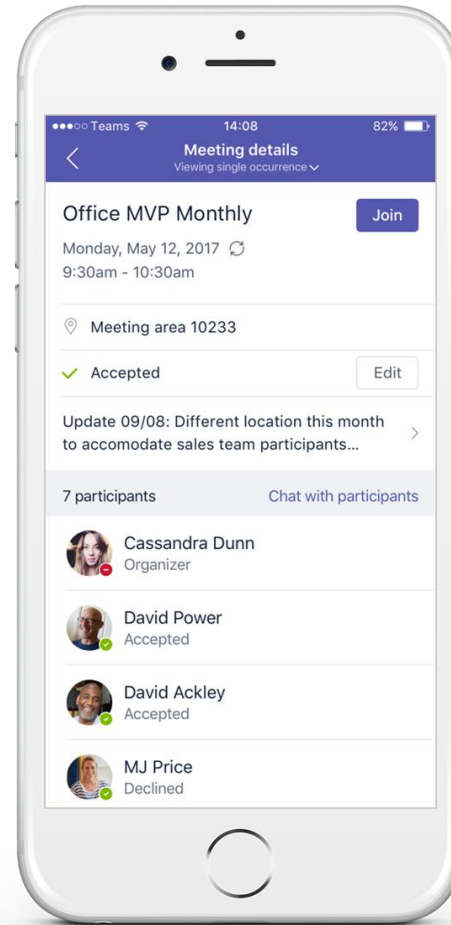 Teams 14:08 82%
Meeting details
Viewing single occurrence
Office MVP Monthly
Join
Monday, May 12, 2017
9:30am - 10:30am
Meeting area 10233
Accepted
Edit
Update 09/08: Different location this month
to accomodate sales team participants...
7 participants
Chat with participants
Cassandra Dunn
Organizer
David Power
Accepted
David Ackley
Accepted
MJ Price
Declined